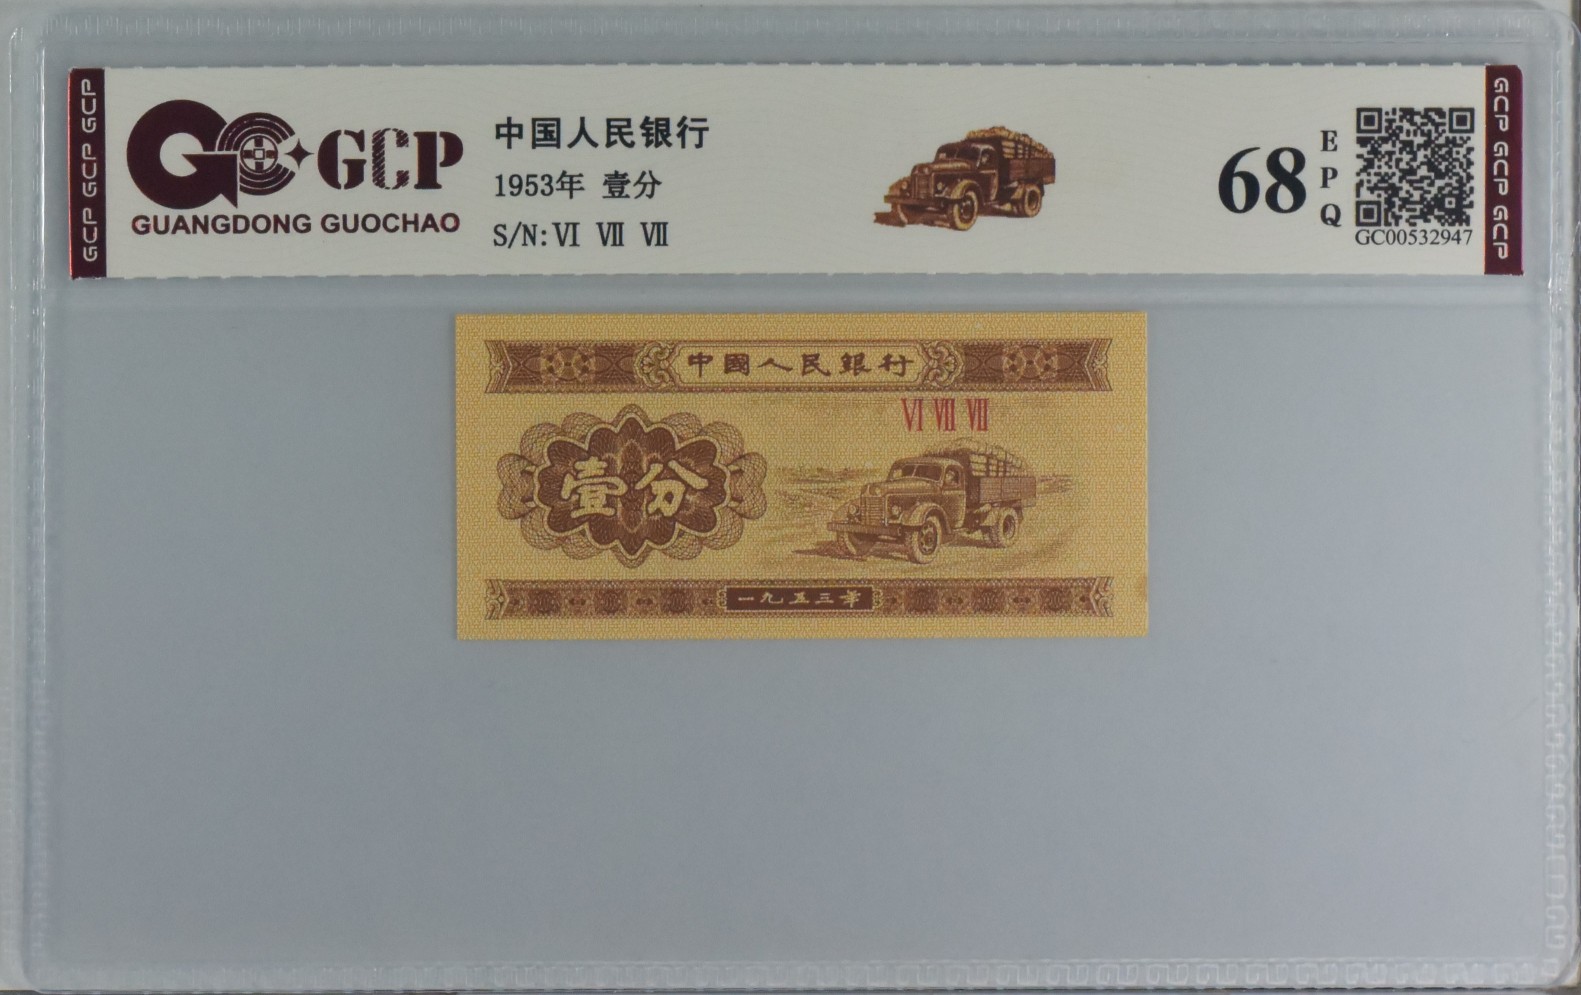 GCP GCP GCP
GCP
GUANGDONG GUOCHAO
中国人民银行
1953年 壹分
S/N:Ⅵ Ⅶ Ⅶ
68
EPQ
GC00532947
GCP GCP GCP
中國人民銀行
Ⅵ Ⅶ Ⅶ
壹分
一九五三年